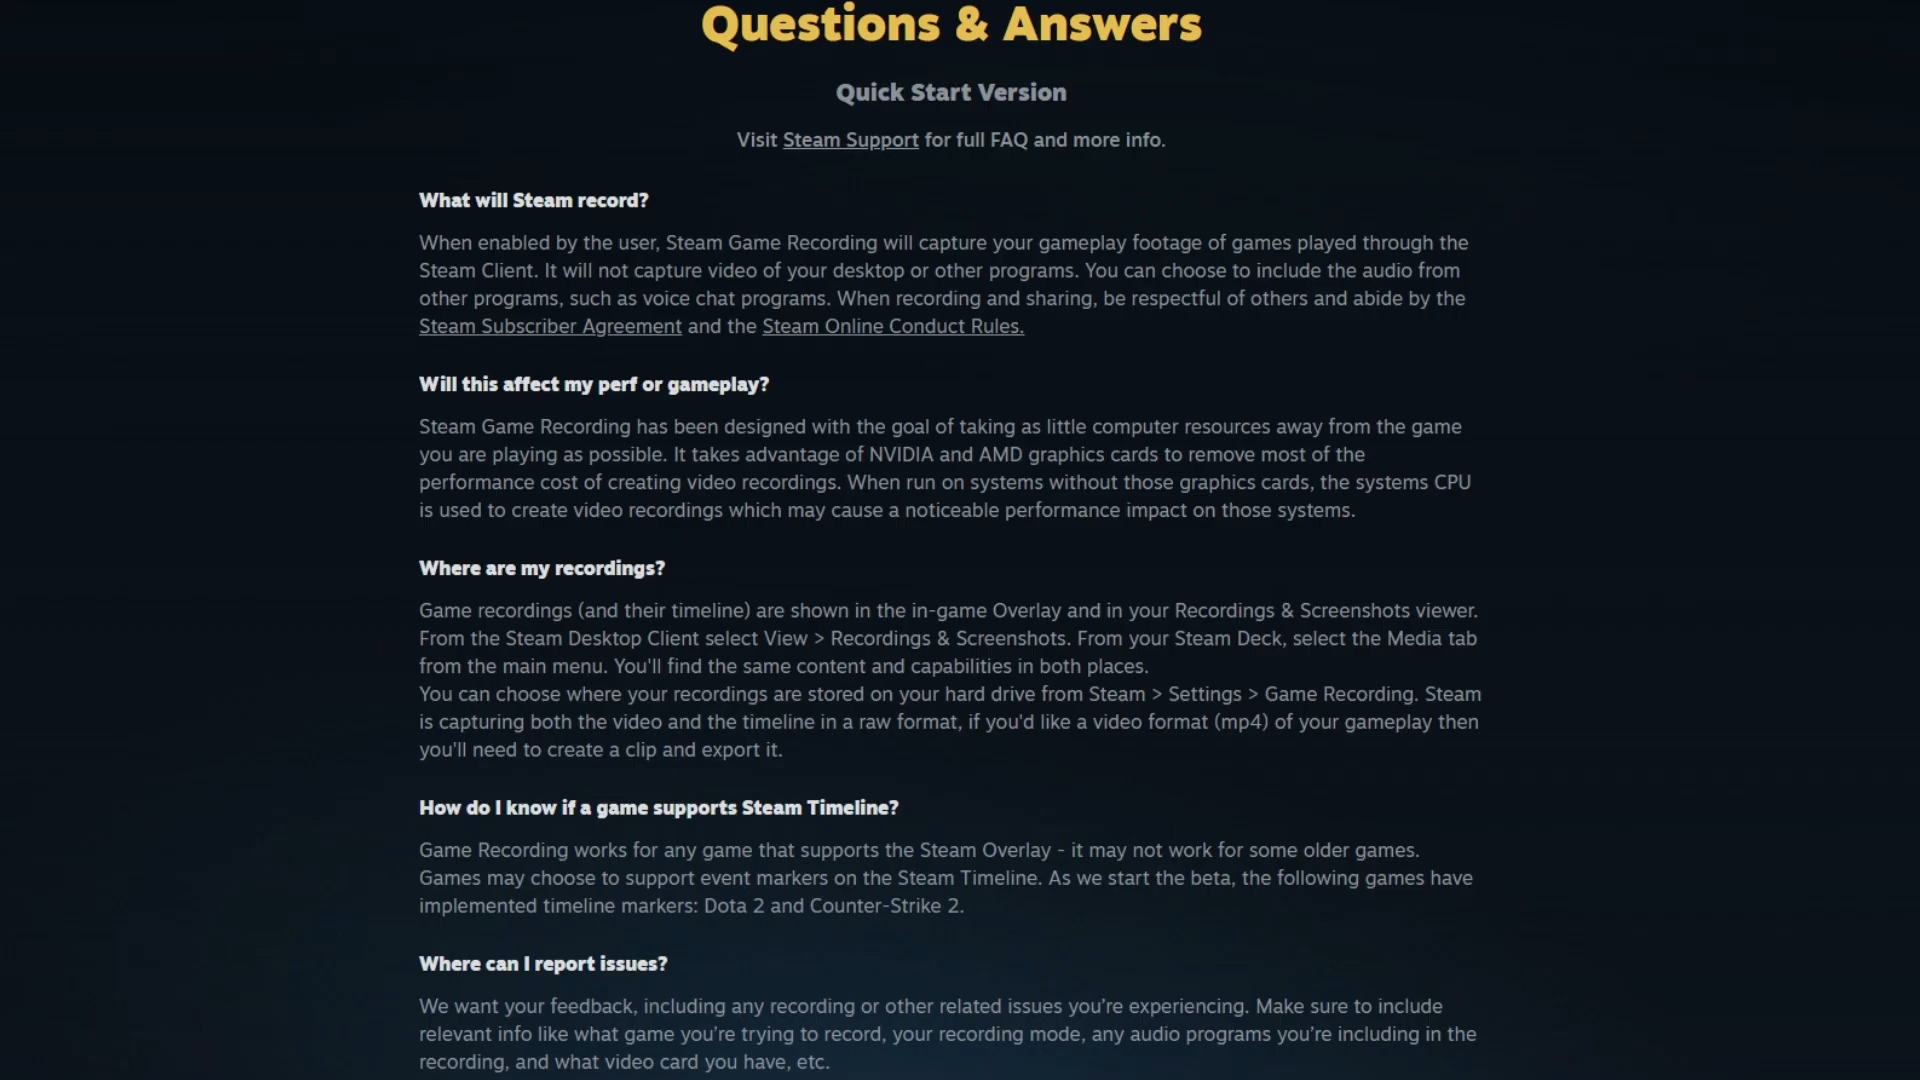 Questions & Answers
Quick Start Version
Visit Steam Support for full FAQ and more info.
What will Steam record?
When enabled by the user, Steam Game Recording will capture your gameplay footage of games played through the
Steam Client. It will not capture video of your desktop or other programs. You can choose to include the audio from
other programs, such as voice chat programs. When recording and sharing, be respectful of others and abide by the
Steam Subscriber Agreement and the Steam Online Conduct Rules.
Will this affect my perf or gameplay?
Steam Game Recording has been designed with the goal of taking as little computer resources away from the game
you are playing as possible. It takes advantage of NVIDIA and AMD graphics cards to remove most of the
performance cost of creating video recordings. When run on systems without those graphics cards, the systems CPU
is used to create video recordings which may cause a noticeable performance impact on those systems.
Where are my recordings?
Game recordings (and their timeline) are shown in the in-game Overlay and in your Recordings & Screenshots viewer.
From the Steam Desktop Client select View > Recordings & Screenshots. From your Steam Deck, select the Media tab
from the main menu. You'll find the same content and capabilities in both places.
You can choose where your recordings are stored on your hard drive from Steam > Settings > Game Recording. Steam
is capturing both the video and the timeline in a raw format, if you'd like a video format (mp4) of your gameplay then
you'll need to create a clip and export it.
How do I know if a game supports Steam Timeline?
Game Recording works for any game that supports the Steam Overlay - it may not work for some older games.
Games may choose to support event markers on the Steam Timeline. As we start the beta, the following games have
implemented timeline markers: Dota 2 and Counter-Strike 2.
Where can I report issues?
We want your feedback, including any recording or other related issues you’re experiencing. Make sure to include
relevant info like what game you’re trying to record, your recording mode, any audio programs you’re including in the
recording, and what video card you have, etc.